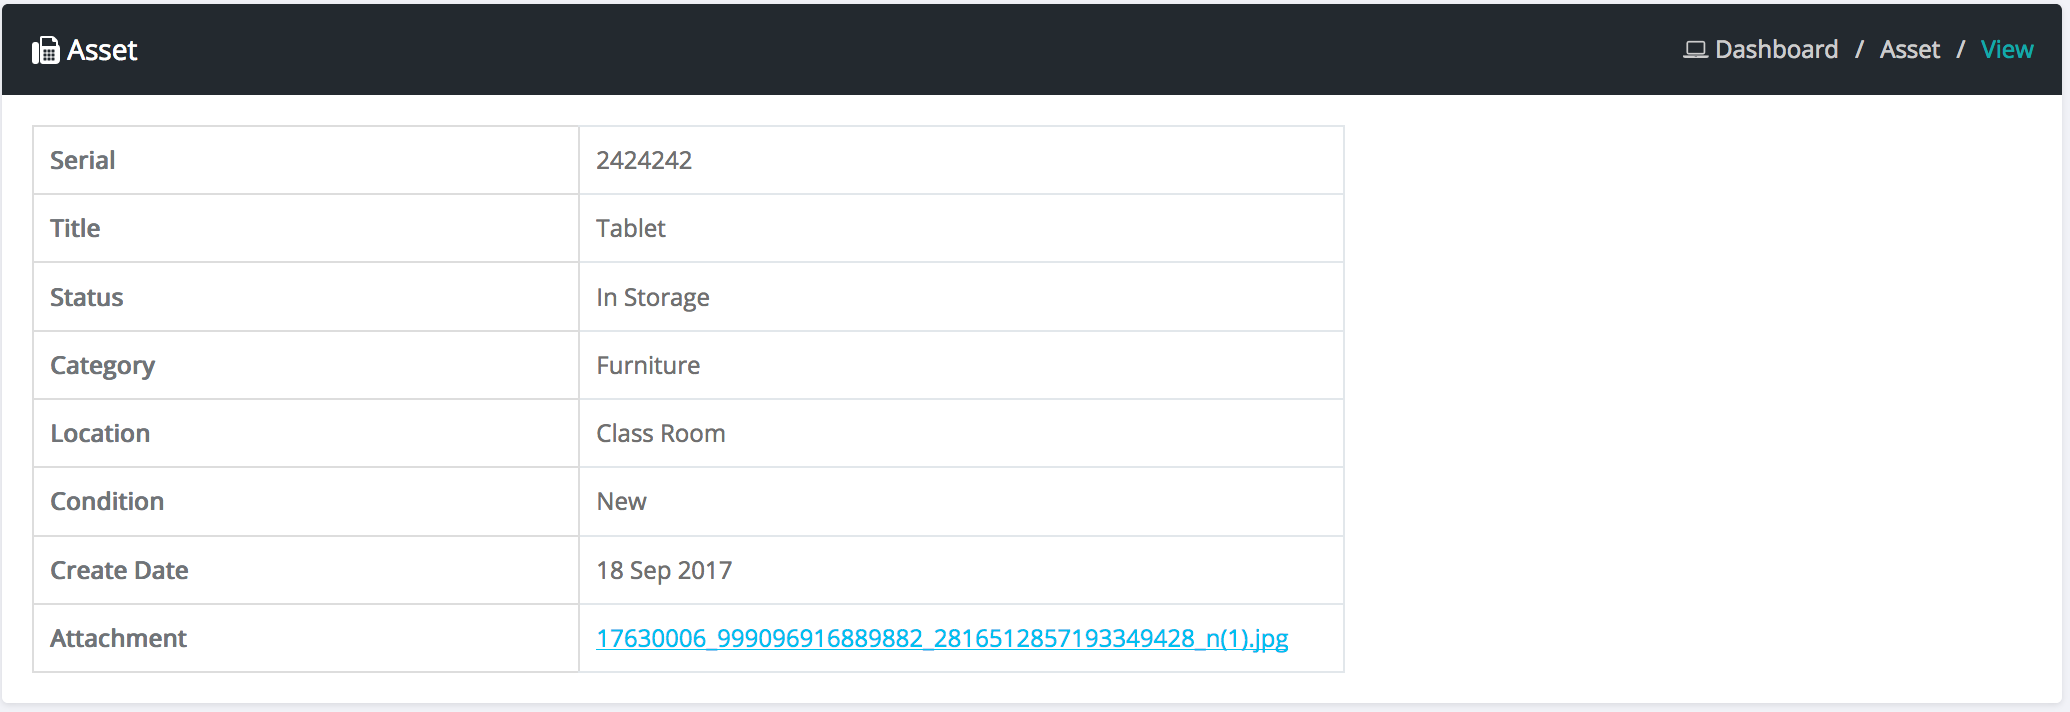 Asset
Dashboard / Asset / View
Serial 2424242
Title Tablet
Status In Storage
Category Furniture
Location Class Room
Condition New
Create Date 18 Sep 2017
Attachment 17630006_999096916889882_2816512857193349428_n(1).jpg